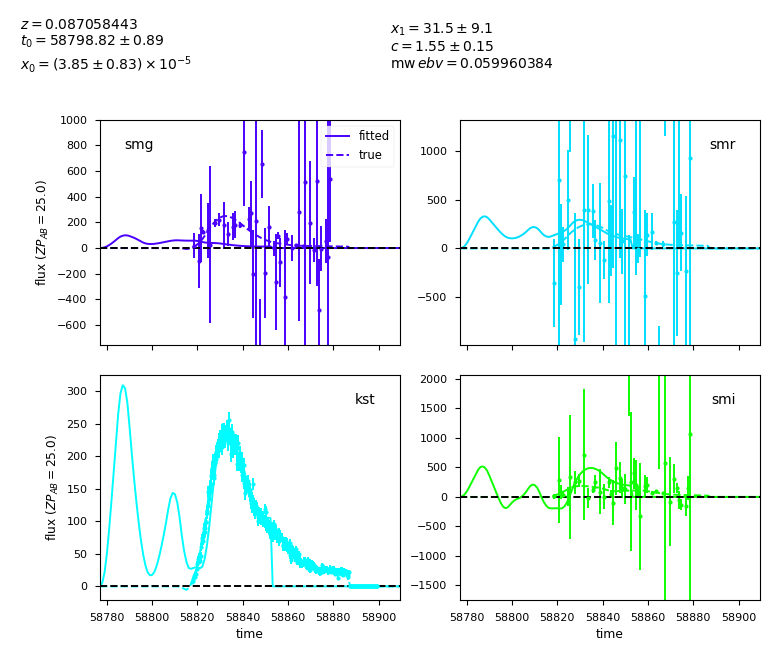 z = 0.087058443
t₀ = 58798.82 ± 0.89
x₀ = (3.85 ± 0.83) × 10⁻⁵
x₁ = 31.5 ± 9.1
c = 1.55 ± 0.15
mw ebv = 0.059960384
smg
fitted
true
1000
800
600
400
200
0
−200
−400
−600
flux (ZP_AB = 25.0)
smr
1000
500
0
−500
kst
300
250
200
150
100
50
0
flux (ZP_AB = 25.0)
58780 58800 58820 58840 58860 58880 58900
time
smi
2000
1500
1000
500
0
−500
−1000
−1500
58780 58800 58820 58840 58860 58880 58900
time